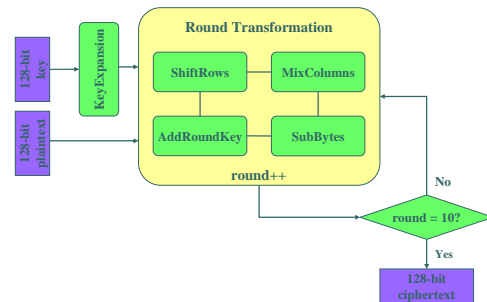 Round Transformation
128-bit
key
KeyExpansion
ShiftRows
MixColumns
128-bit
plaintext
AddRoundKey
SubBytes
round++
No
round = 10?
Yes
128-bit
ciphertext